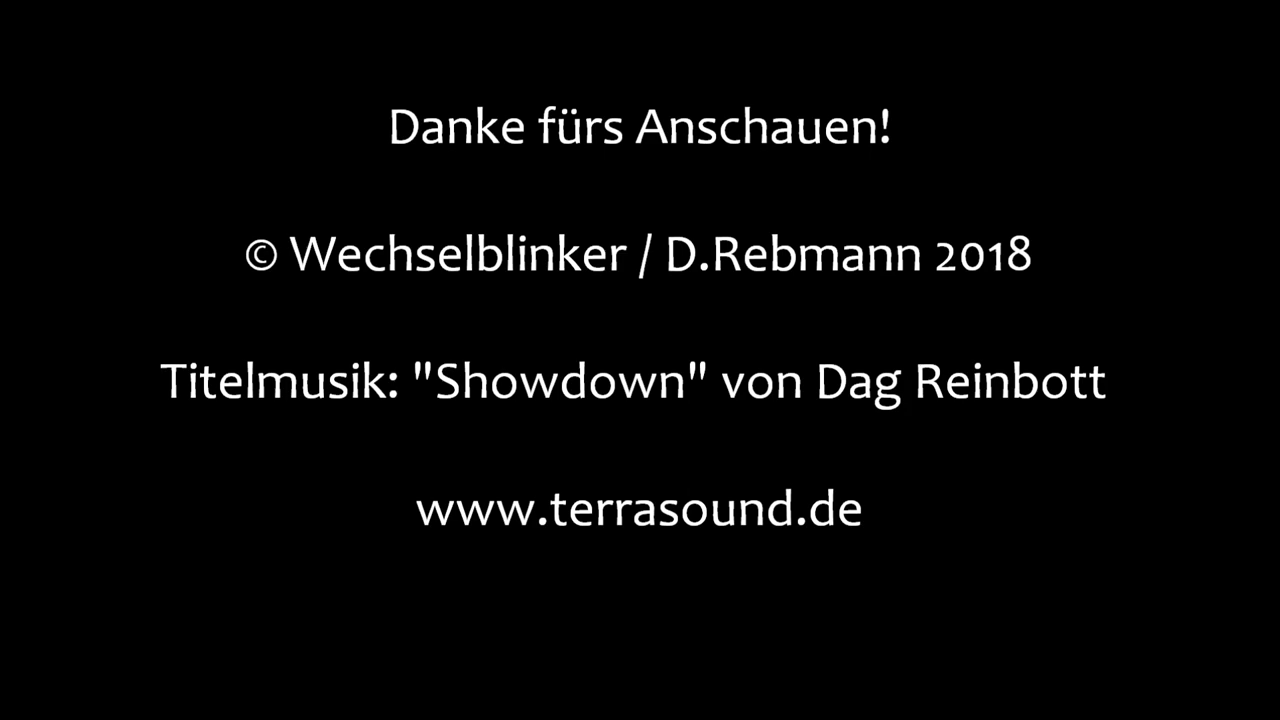 Danke fürs Anschauen!
© Wechselblinker / D.Rebmann 2018
Titelmusik: "Showdown" von Dag Reinbott
www.terrasound.de